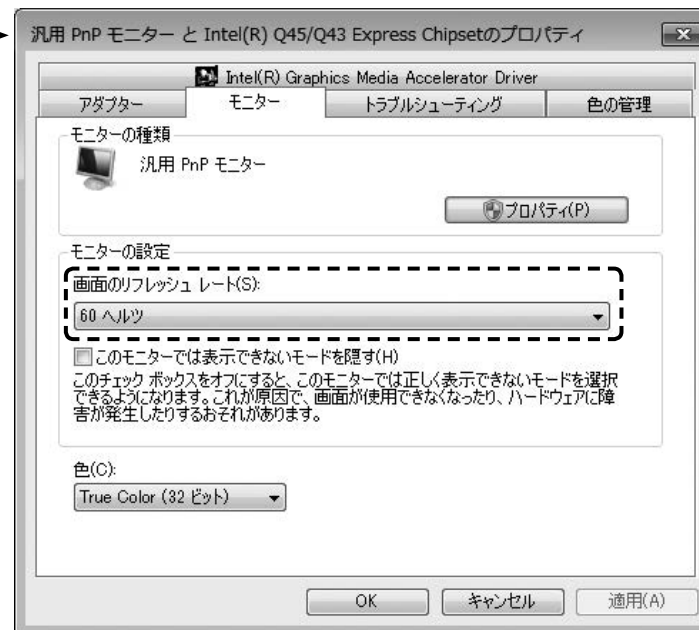 汎用 PnP モニター と Intel(R) Q45/Q43 Express Chipsetのプロパティ
Intel(R) Graphics Media Accelerator Driver
アダプター モニター トラブルシューティング 色の管理
モニターの種類
汎用 PnP モニター
プロパティ(P)
モニターの設定
画面のリフレッシュ レート(S):
60 ヘルツ
このモニターでは表示できないモードを隠す(H)
このチェック ボックスをオフにすると、このモニターでは正しく表示できないモードを選択
できるようになります。これが原因で、画面が使用できなくなったり、ハードウェアに障
害が発生したりするおそれがあります。
色(C):
True Color (32 ビット)
OK キャンセル 適用(A)